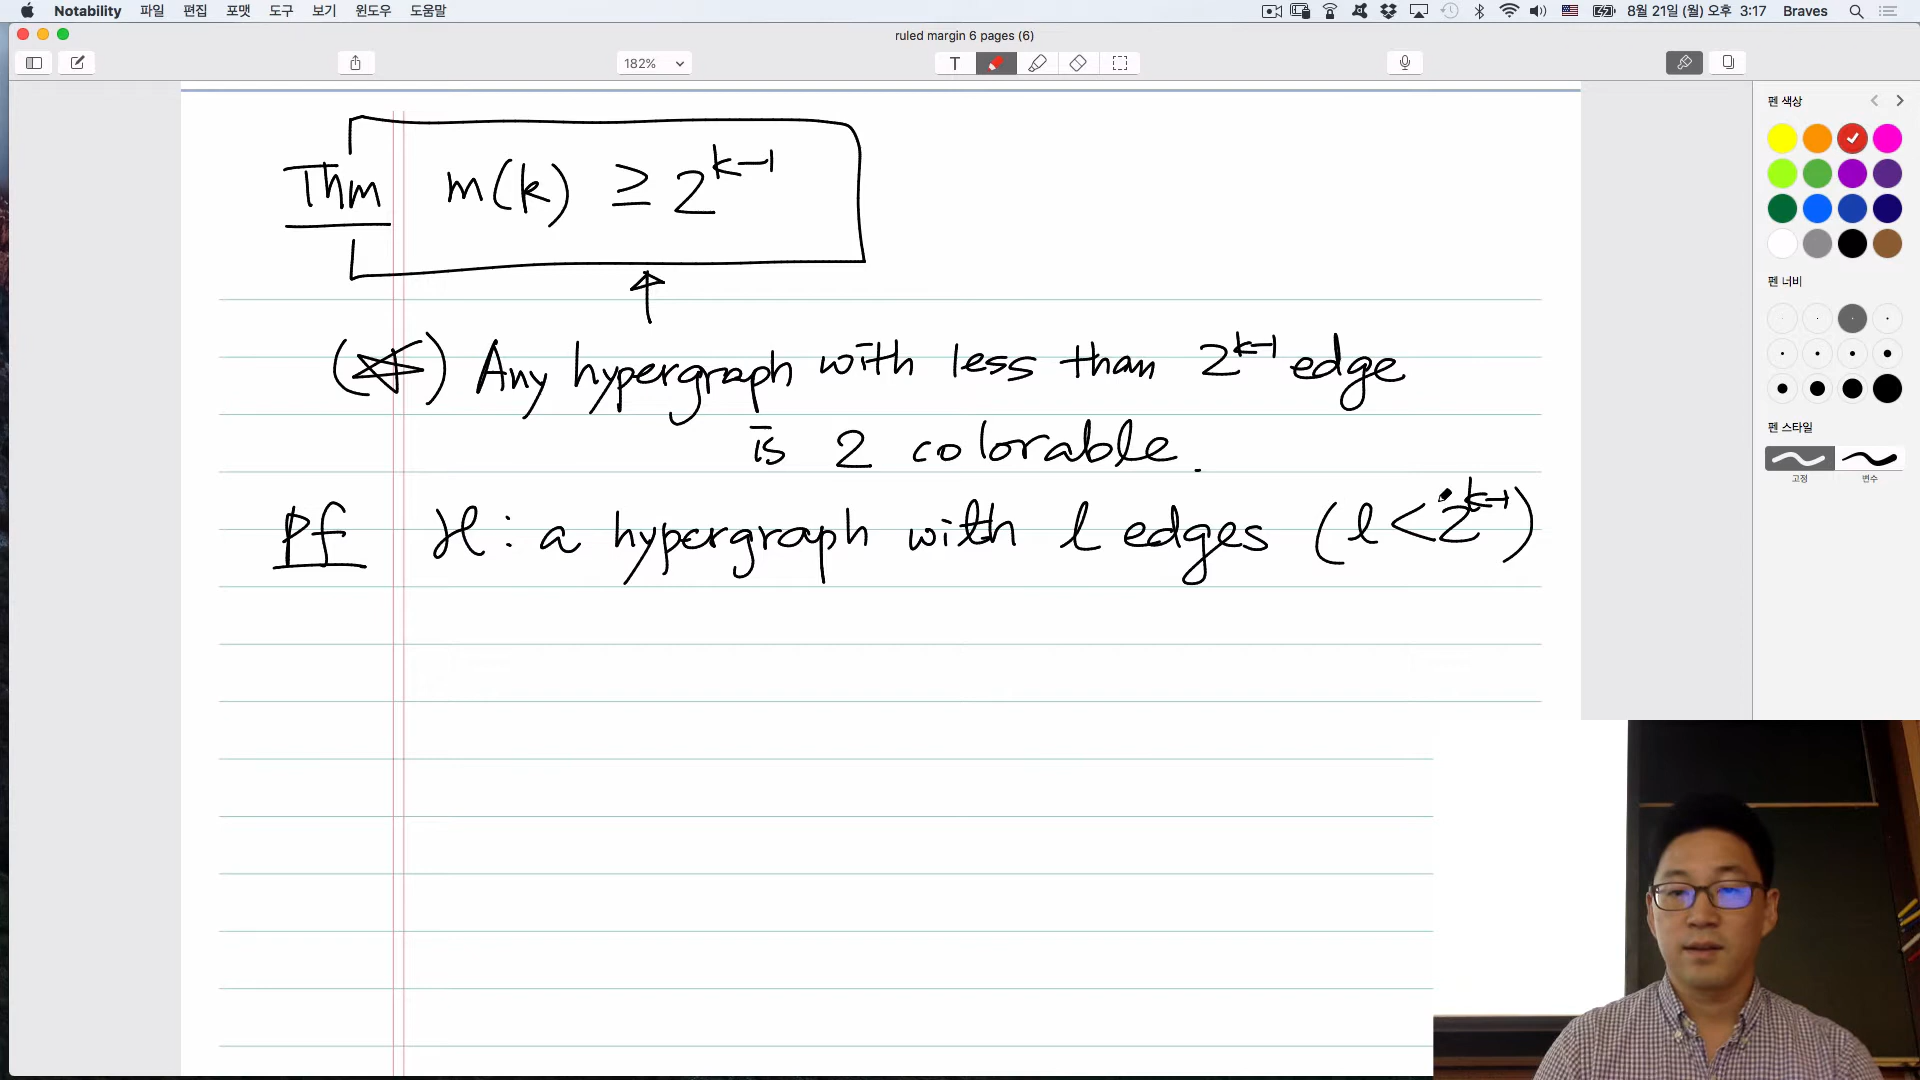 Notability 파일 편집 포맷 도구 보기 윈도우 도움말 8월 21일 (월) 오후 3:17 Braves
ruled margin 6 pages (6)
182% T
펜 색상
펜 너비
펜 스타일
고정 변수
Thm m(k) ≥ 2^{k-1}
(☆) Any hypergraph with less than 2^{k-1} edge
is 2 colorable.
Pf H: a hypergraph with l edges (l < 2^{k-1})